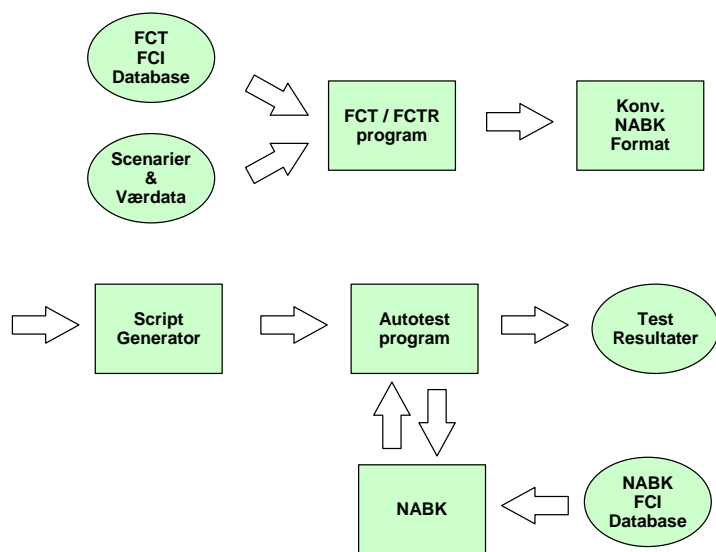 FCT
FCI
Database
FCT / FCTR
program
Konv.
NABK
Format
Scenarier
&
Værdata
Script
Generator
Autotest
program
Test
Resultater
NABK
NABK
FCI
Database